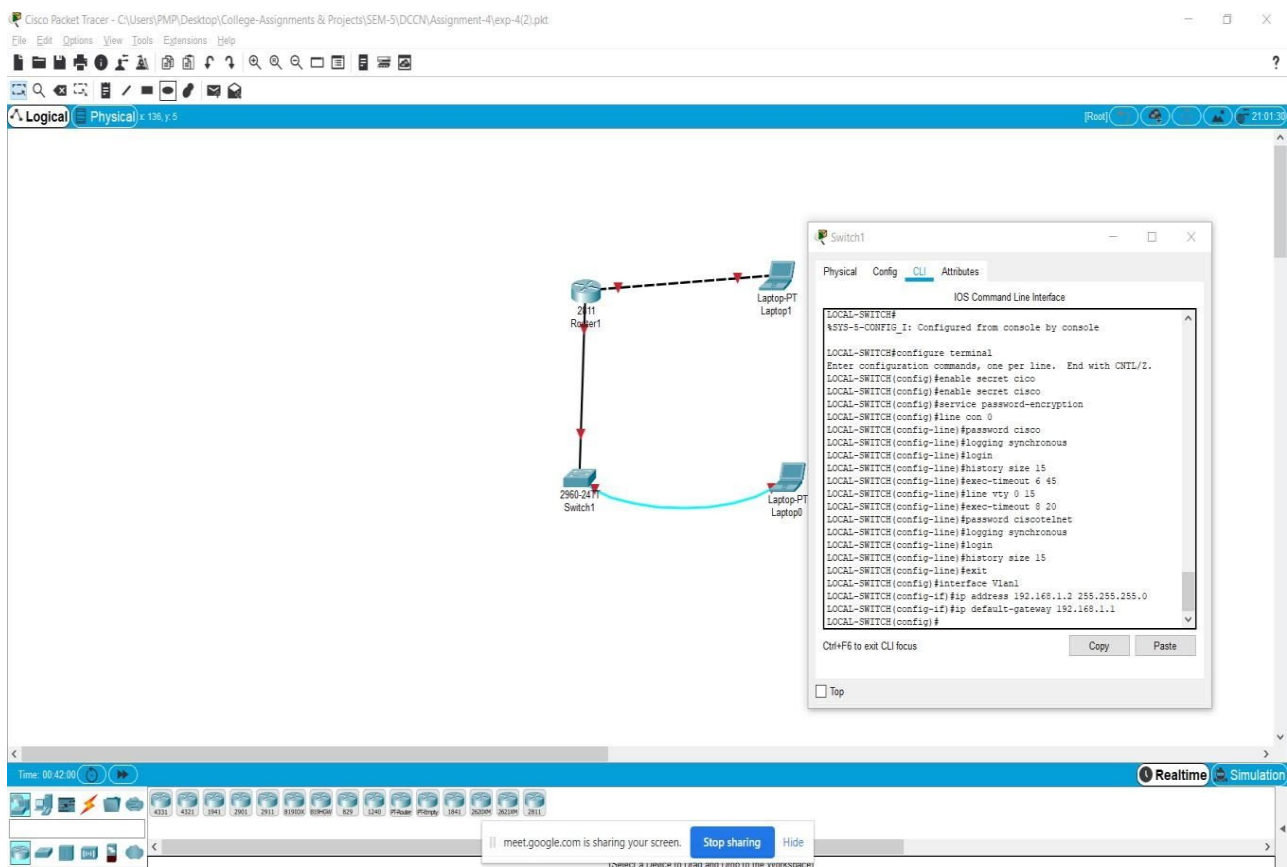 Cisco Packet Tracer - C:\Users\PMP\Desktop\College-Assignments & Projects\SEM-5\DCCN\Assignment-4\exp-4(2).pkt
File Edit Options View Tools Extensions Help
?
Logical Physical x: 136, y: 5 [Root] 21:01:30
Switch1
Physical Config CLI Attributes
IOS Command Line Interface
LOCAL-SWITCH#
%SYS-5-CONFIG_I: Configured from console by console
LOCAL-SWITCH#configure terminal
Enter configuration commands, one per line. End with CNTL/Z.
LOCAL-SWITCH(config)#enable secret cico
LOCAL-SWITCH(config)#enable secret cisco
LOCAL-SWITCH(config)#service password-encryption
LOCAL-SWITCH(config)#line con 0
LOCAL-SWITCH(config-line)#password cisco
LOCAL-SWITCH(config-line)#logging synchronous
LOCAL-SWITCH(config-line)#login
LOCAL-SWITCH(config-line)#history size 15
LOCAL-SWITCH(config-line)#exec-timeout 6 45
LOCAL-SWITCH(config-line)#line vty 0 15
LOCAL-SWITCH(config-line)#exec-timeout 8 20
LOCAL-SWITCH(config-line)#password ciscotelnet
LOCAL-SWITCH(config-line)#logging synchronous
LOCAL-SWITCH(config-line)#login
LOCAL-SWITCH(config-line)#history size 15
LOCAL-SWITCH(config-line)#exit
LOCAL-SWITCH(config)#interface Vlan1
LOCAL-SWITCH(config-if)#ip address 192.168.1.2 255.255.255.0
LOCAL-SWITCH(config-if)#ip default-gateway 192.168.1.1
LOCAL-SWITCH(config)#
Ctrl+F6 to exit CLI focus Copy Paste
Top
2811
Router1
Laptop-PT
Laptop1
2960-24TT
Switch1
Laptop-PT
Laptop0
Time: 00:42:00 Realtime Simulation
4331 4321 1941 2901 2911 819IOX 819HGW 829 1240 PT-Router PT-Empty 1841 2620XM 2621XM 2811
meet.google.com is sharing your screen. Stop sharing Hide
(Select a Device to Drag and Drop to the Workspace)